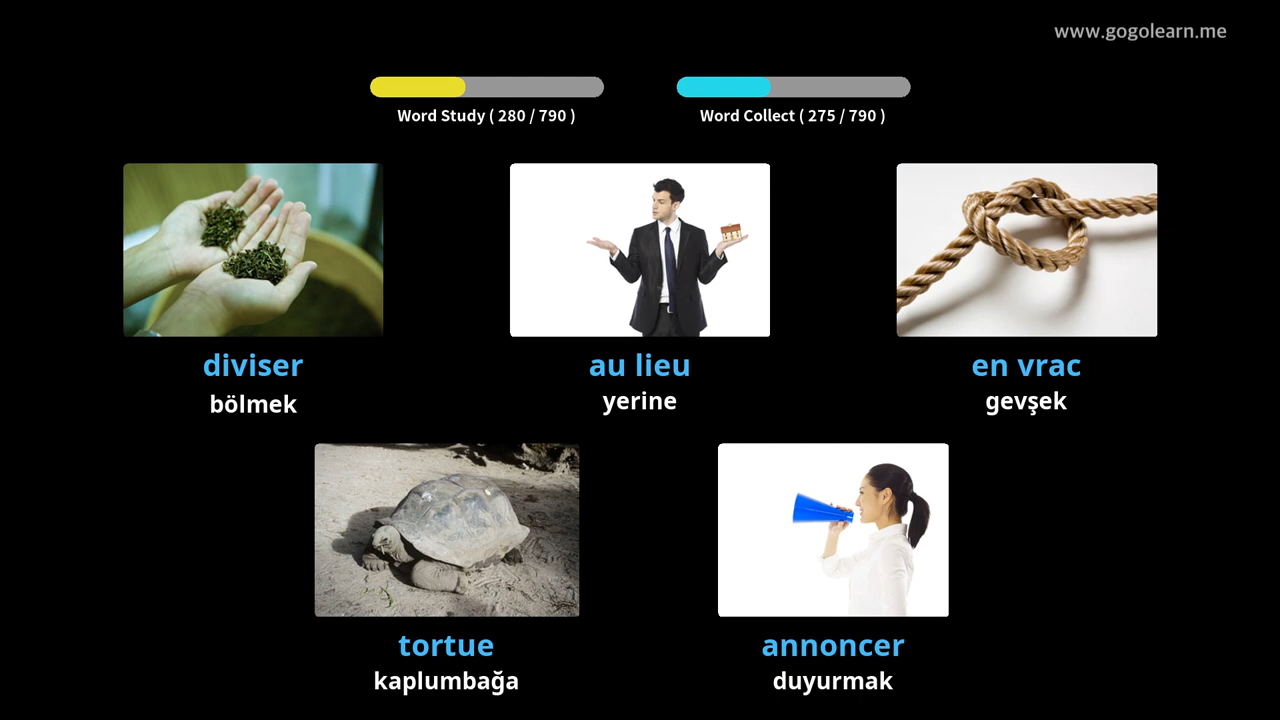 www.gogolearn.me
Word Study ( 280 / 790 )
Word Collect ( 275 / 790 )
diviser
bölmek
au lieu
yerine
en vrac
gevşek
tortue
kaplumbağa
annoncer
duyurmak